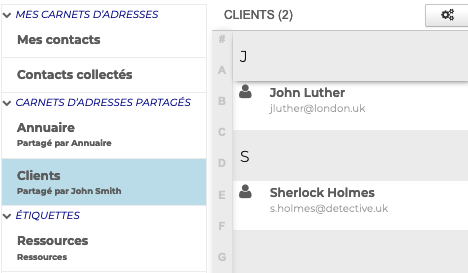 MES CARNETS D'ADRESSES
Mes contacts
Contacts collectés
CARNETS D'ADRESSES PARTAGÉS
Annuaire
Partagé par Annuaire
Clients
Partagé par John Smith
ÉTIQUETTES
Ressources
Ressources
CLIENTS (2)
#
A
B
C
D
E
F
G
J
John Luther
jluther@london.uk
S
Sherlock Holmes
s.holmes@detective.uk